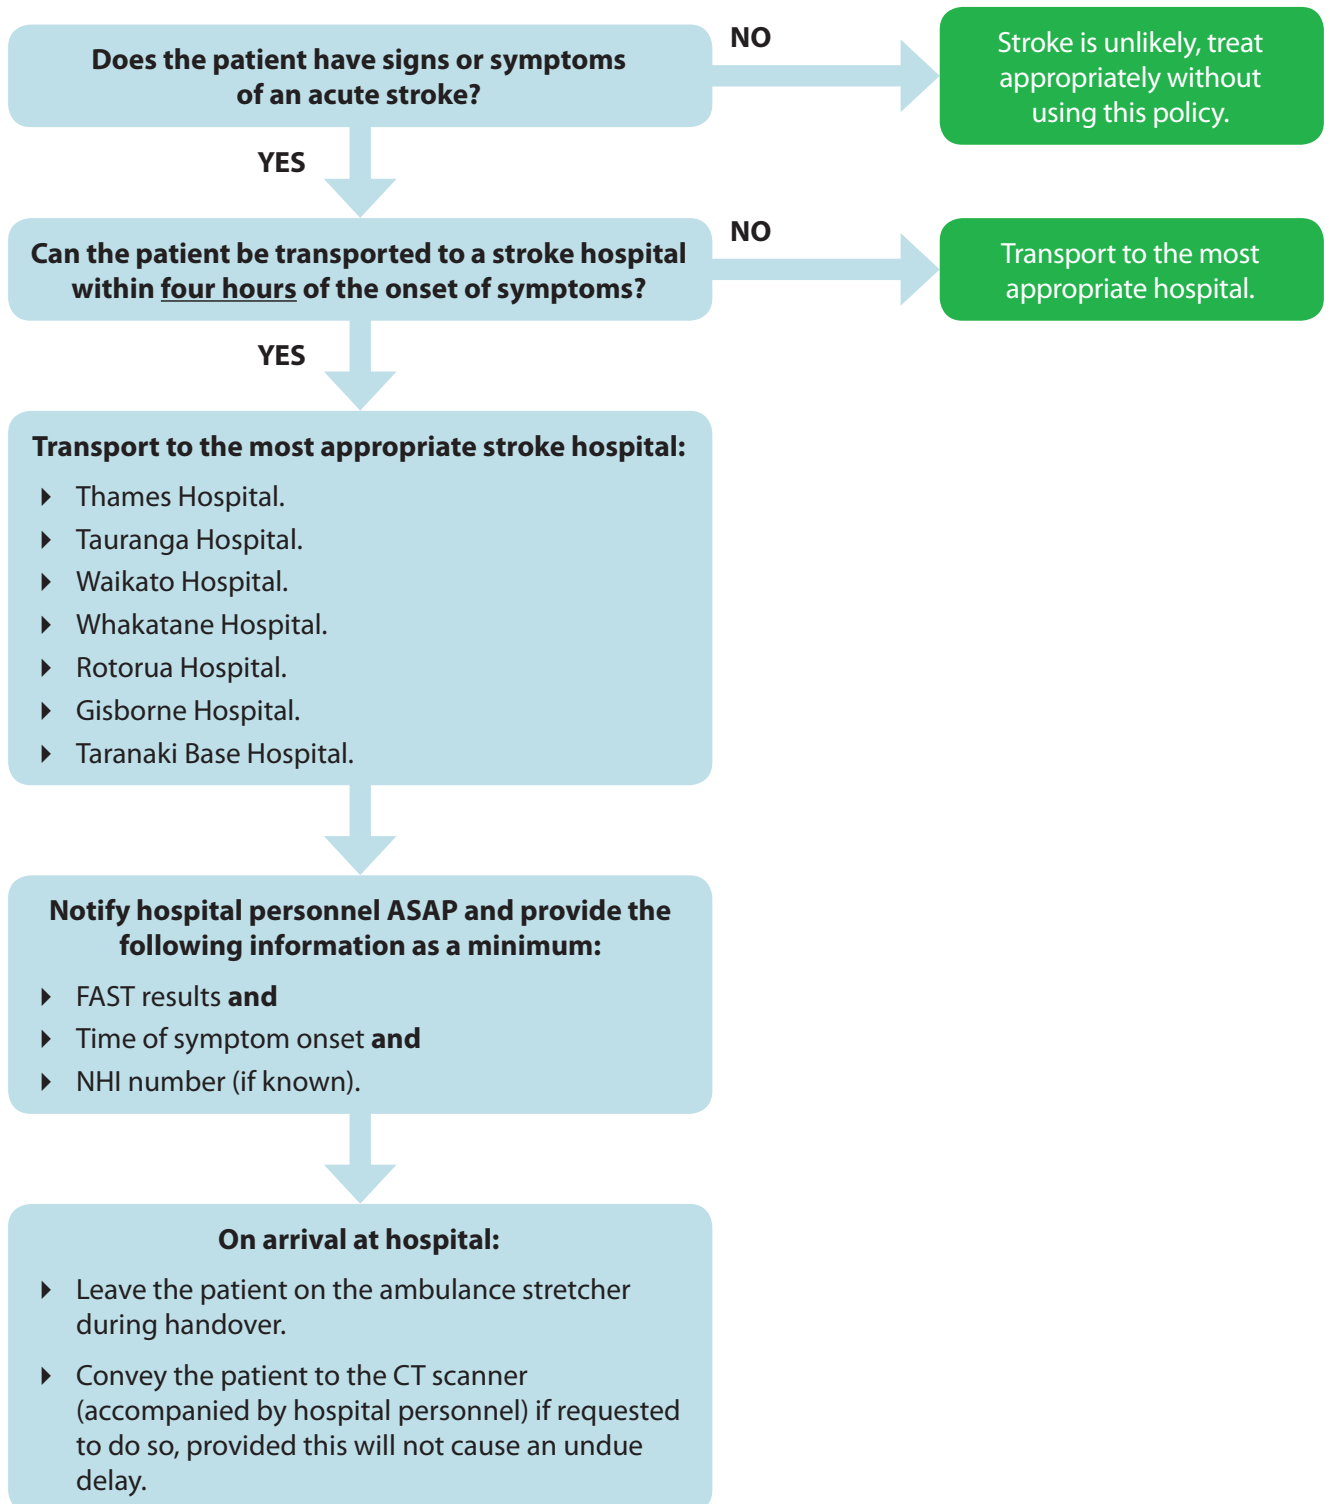 Does the patient have signs or symptoms
of an acute stroke?
NO
Stroke is unlikely, treat
appropriately without
using this policy.
YES
Can the patient be transported to a stroke hospital
within four hours of the onset of symptoms?
NO
Transport to the most
appropriate hospital.
YES
Transport to the most appropriate stroke hospital:
Thames Hospital.
Tauranga Hospital.
Waikato Hospital.
Whakatane Hospital.
Rotorua Hospital.
Gisborne Hospital.
Taranaki Base Hospital.
Notify hospital personnel ASAP and provide the
following information as a minimum:
FAST results and
Time of symptom onset and
NHI number (if known).
On arrival at hospital:
Leave the patient on the ambulance stretcher
during handover.
Convey the patient to the CT scanner
(accompanied by hospital personnel) if requested
to do so, provided this will not cause an undue
delay.